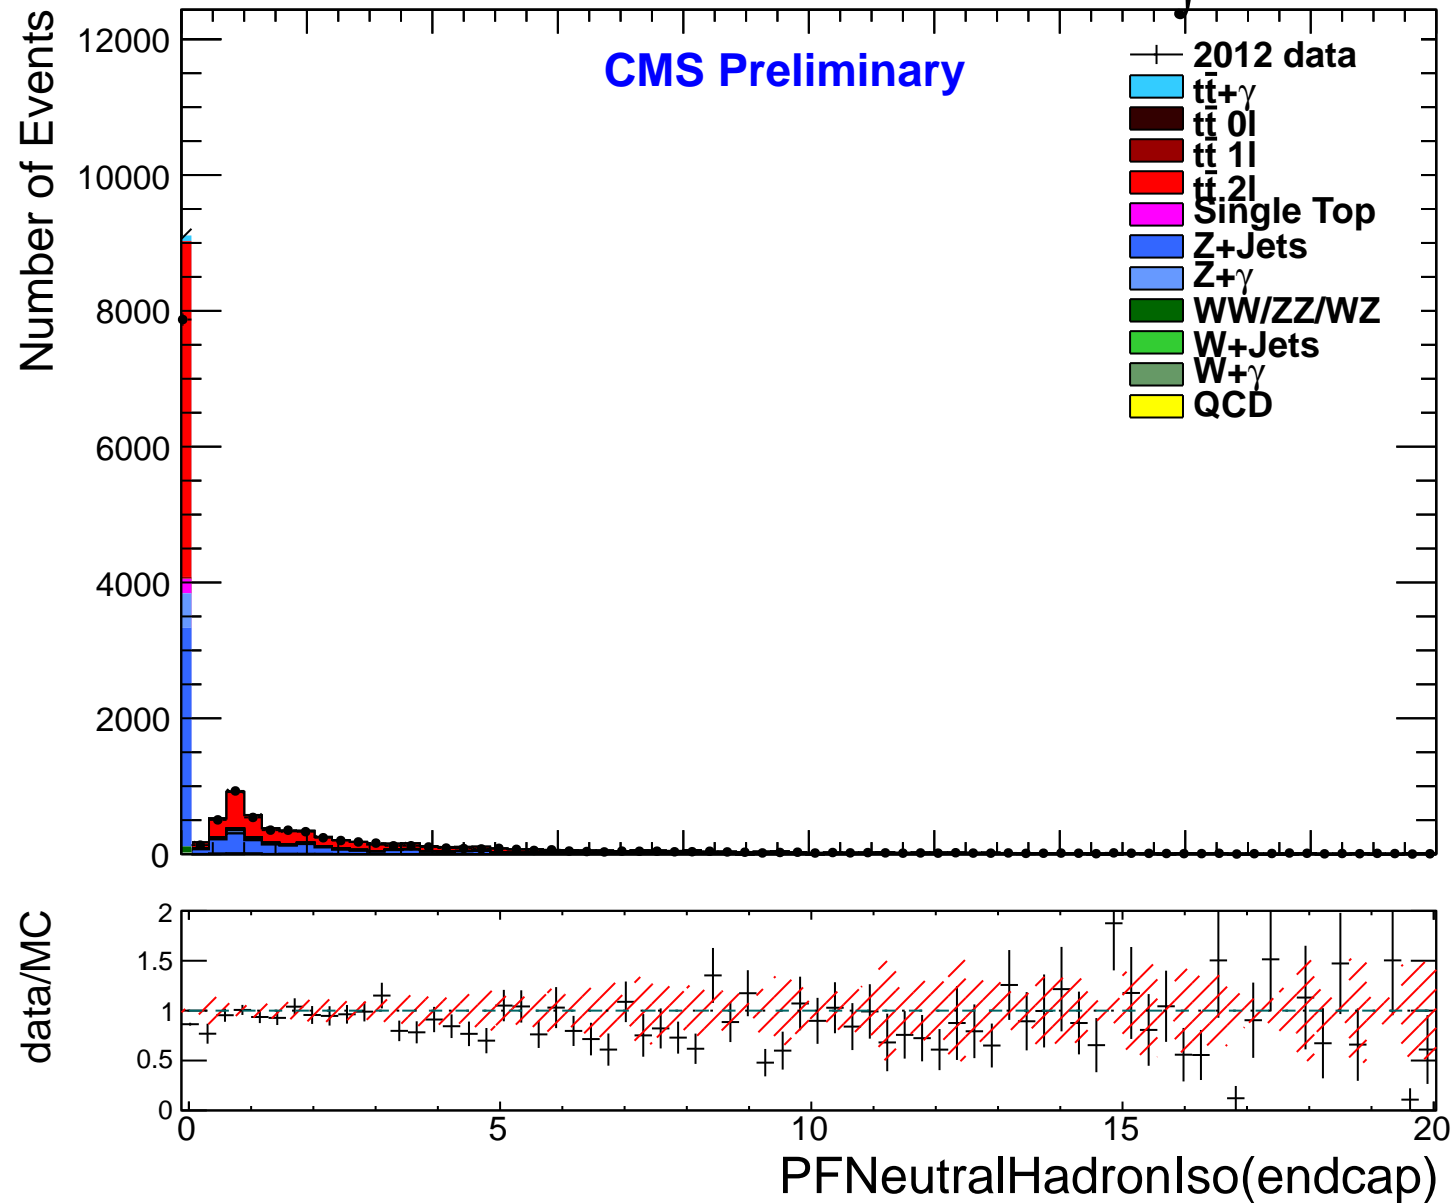 Number of Events
12000
10000
8000
6000
4000
2000
0
CMS Preliminary
2012 data
tt̄+γ
tt̄ 0l
tt̄ 1l
tt̄ 2l
Single Top
Z+Jets
Z+γ
WW/ZZ/WZ
W+Jets
W+γ
QCD
data/MC
2
1.5
1
0.5
0
0 5 10 15 20
PFNeutralHadronIso(endcap)